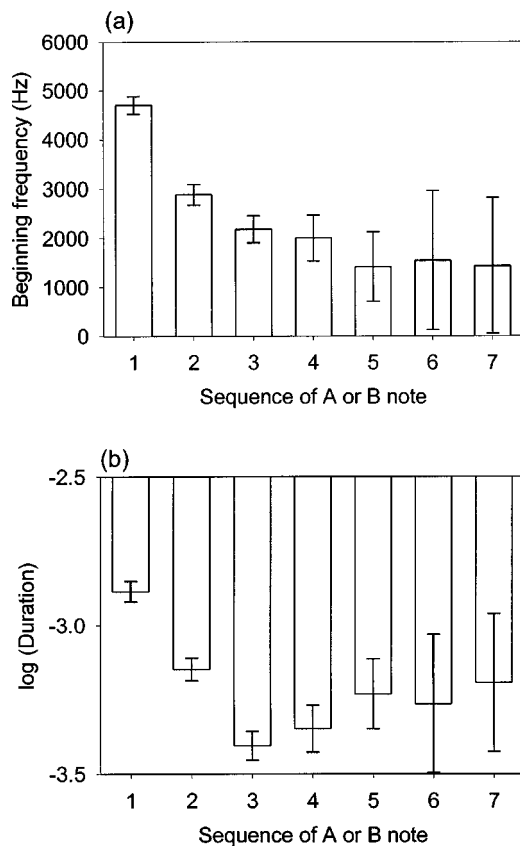 (a)
6000
5000
4000
3000
2000
1000
0
Beginning frequency (Hz)
1 2 3 4 5 6 7
Sequence of A or B note
(b)
-2.5
-3.0
-3.5
log (Duration)
1 2 3 4 5 6 7
Sequence of A or B note